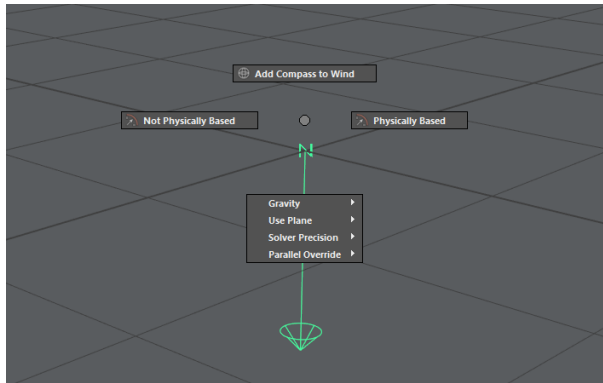 Add Compass to Wind
Not Physically Based
Physically Based
N
Gravity
Use Plane
Solver Precision
Parallel Override